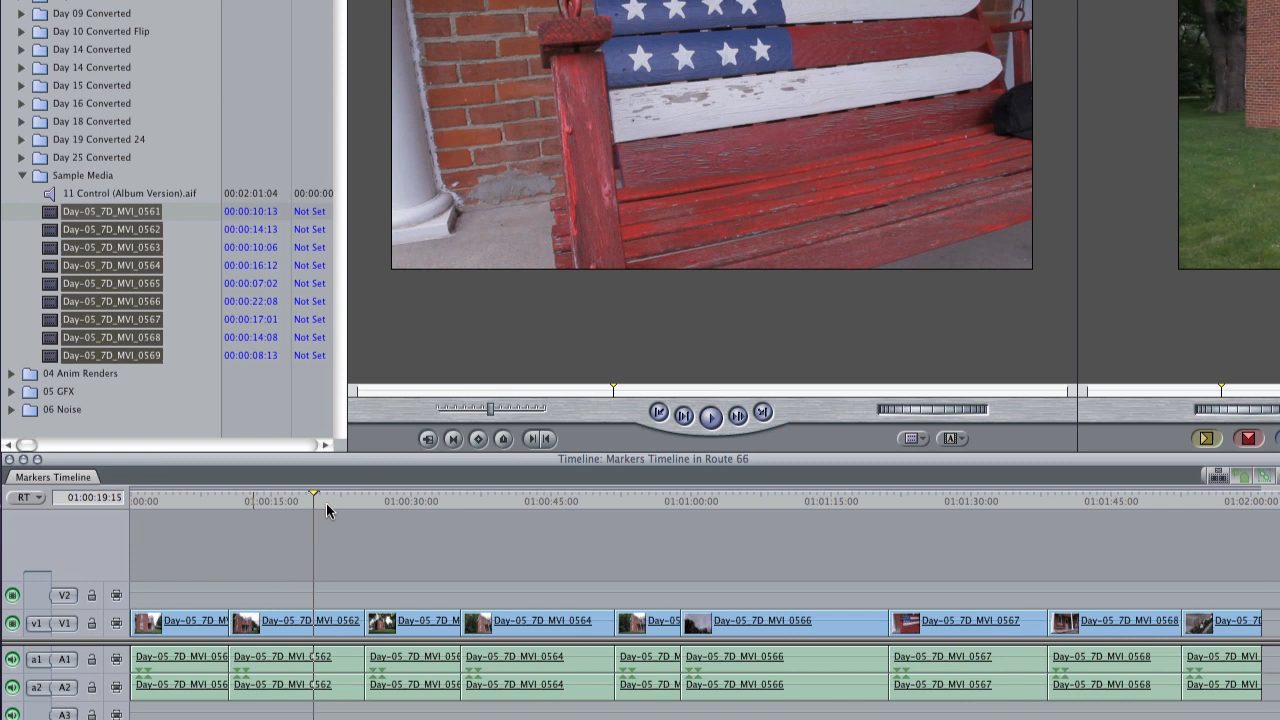 Day 09 Converted
Day 10 Converted Flip
Day 14 Converted
Day 14 Converted
Day 15 Converted
Day 16 Converted
Day 18 Converted
Day 19 Converted 24
Day 25 Converted
Sample Media
11 Control (Album Version).aif 00:02:01:04 00:00:00
Day-05_7D_MVI_0561 00:00:10:13 Not Set
Day-05_7D_MVI_0562 00:00:14:13 Not Set
Day-05_7D_MVI_0563 00:00:10:06 Not Set
Day-05_7D_MVI_0564 00:00:16:12 Not Set
Day-05_7D_MVI_0565 00:00:07:02 Not Set
Day-05_7D_MVI_0566 00:00:22:08 Not Set
Day-05_7D_MVI_0567 00:00:17:01 Not Set
Day-05_7D_MVI_0568 00:00:14:08 Not Set
Day-05_7D_MVI_0569 00:00:08:13 Not Set
04 Anim Renders
05 GFX
06 Noise
Timeline: Markers Timeline in Route 66
Markers Timeline
RT 01:00:19:15 :00:00 01:00:15:00 01:00:30:00 01:00:45:00 01:01:00:00 01:01:15:00 01:01:30:00 01:01:45:00 01:02:00:00
V2
v1 V1 Day-05_7D_M Day-05_7D_MVI_0562 Day-05_7D_M Day-05_7D_MVI_0564 Day-05 Day-05_7D_MVI_0566 Day-05_7D_MVI_0567 Day-05_7D_MVI_0568 Day-05_7
a1 A1 Day-05_7D_MVI_056 Day-05_7D_MVI_0562 Day-05_7D_MVI_056 Day-05_7D_MVI_0564 Day-05_7D_M Day-05_7D_MVI_0566 Day-05_7D_MVI_0567 Day-05_7D_MVI_0568 Day-05_7D_MVI
a2 A2 Day-05_7D_MVI_056 Day-05_7D_MVI_0562 Day-05_7D_MVI_056 Day-05_7D_MVI_0564 Day-05_7D_M Day-05_7D_MVI_0566 Day-05_7D_MVI_0567 Day-05_7D_MVI_0568 Day-05_7D_MVI
A3